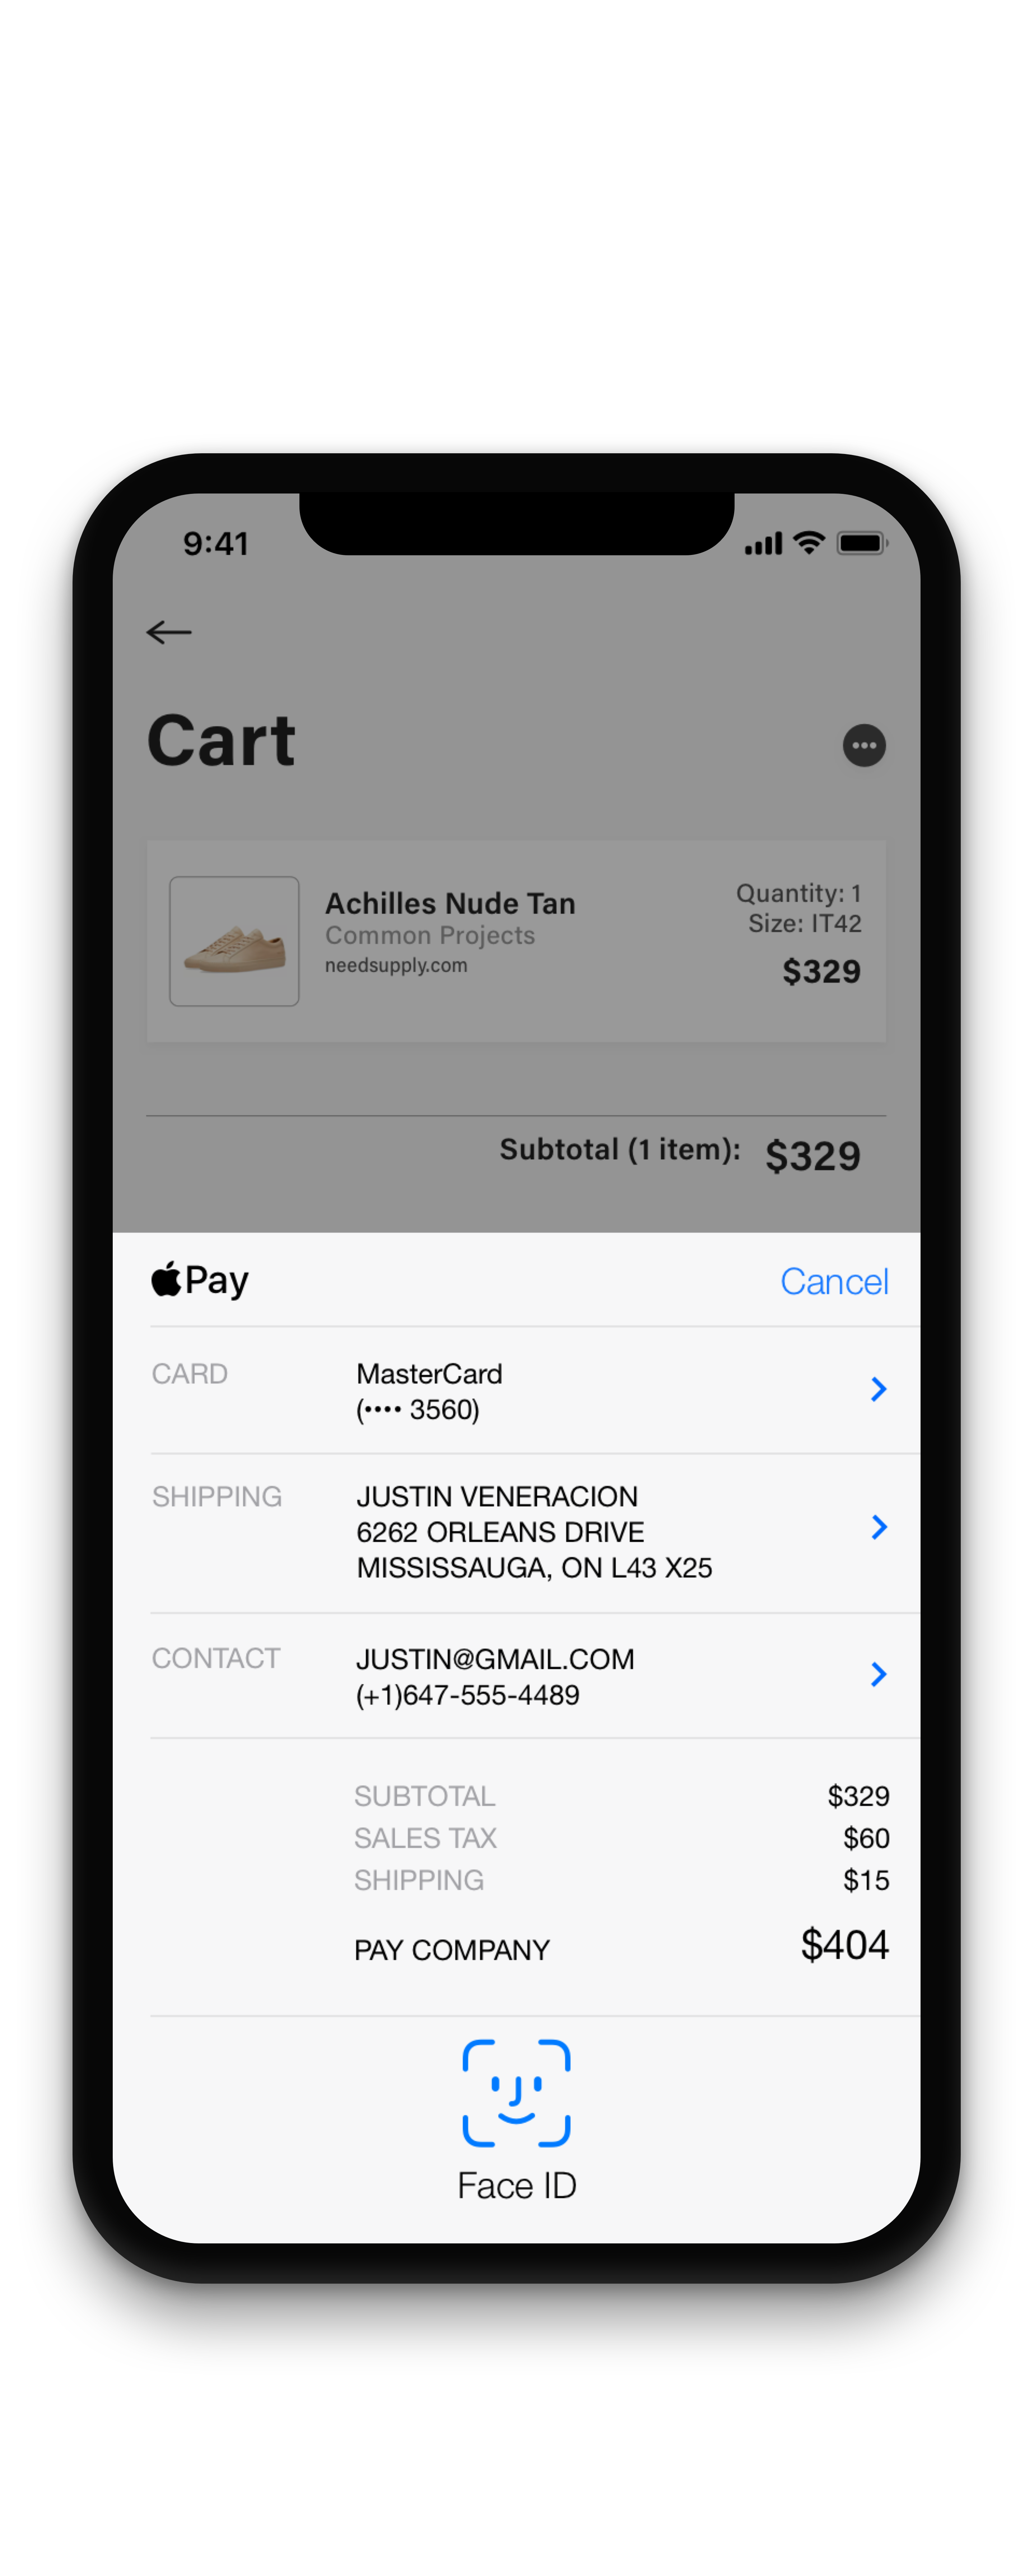 9:41
Cart
Achilles Nude Tan
Common Projects
needsupply.com
Quantity: 1
Size: IT42
$329
Subtotal (1 item): $329
Pay
Cancel
CARD
MasterCard
(•••• 3560)
SHIPPING
JUSTIN VENERACION
6262 ORLEANS DRIVE
MISSISSAUGA, ON L43 X25
CONTACT
JUSTIN@GMAIL.COM
(+1)647-555-4489
SUBTOTAL $329
SALES TAX $60
SHIPPING $15
PAY COMPANY $404
Face ID